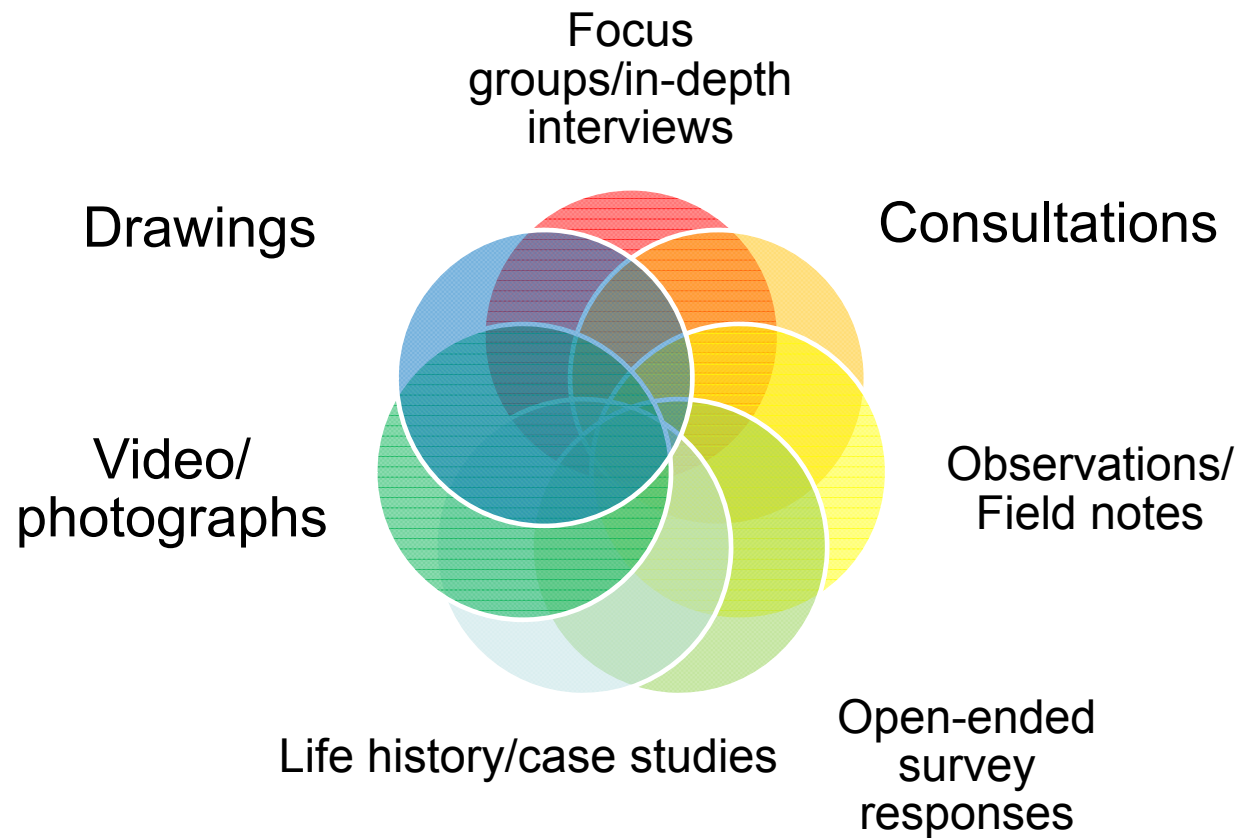 Focus
groups/in-depth
interviews
Drawings
Consultations
Video/
photographs
Observations/
Field notes
Life history/case studies
Open-ended
survey
responses